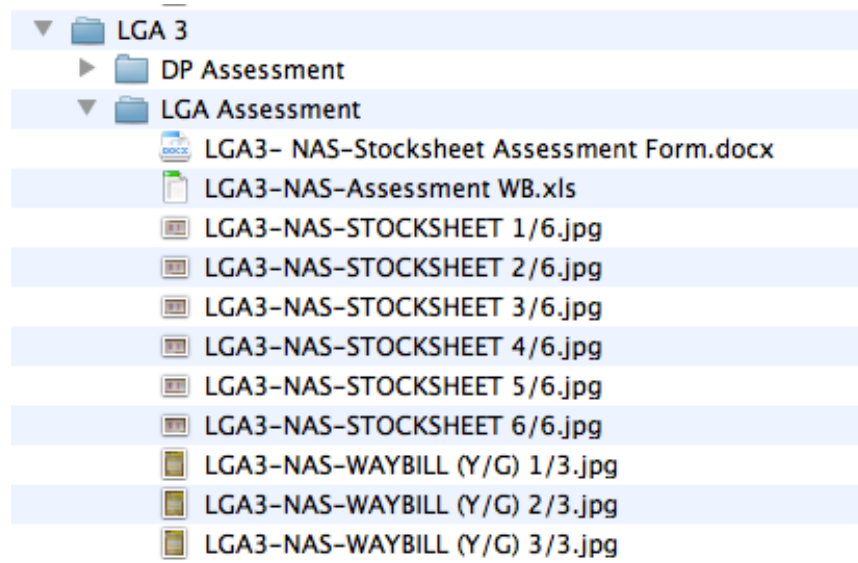 LGA 3
DP Assessment
LGA Assessment
LGA3- NAS-Stocksheet Assessment Form.docx
LGA3-NAS-Assessment WB.xls
LGA3-NAS-STOCKSHEET 1/6.jpg
LGA3-NAS-STOCKSHEET 2/6.jpg
LGA3-NAS-STOCKSHEET 3/6.jpg
LGA3-NAS-STOCKSHEET 4/6.jpg
LGA3-NAS-STOCKSHEET 5/6.jpg
LGA3-NAS-STOCKSHEET 6/6.jpg
LGA3-NAS-WAYBILL (Y/G) 1/3.jpg
LGA3-NAS-WAYBILL (Y/G) 2/3.jpg
LGA3-NAS-WAYBILL (Y/G) 3/3.jpg